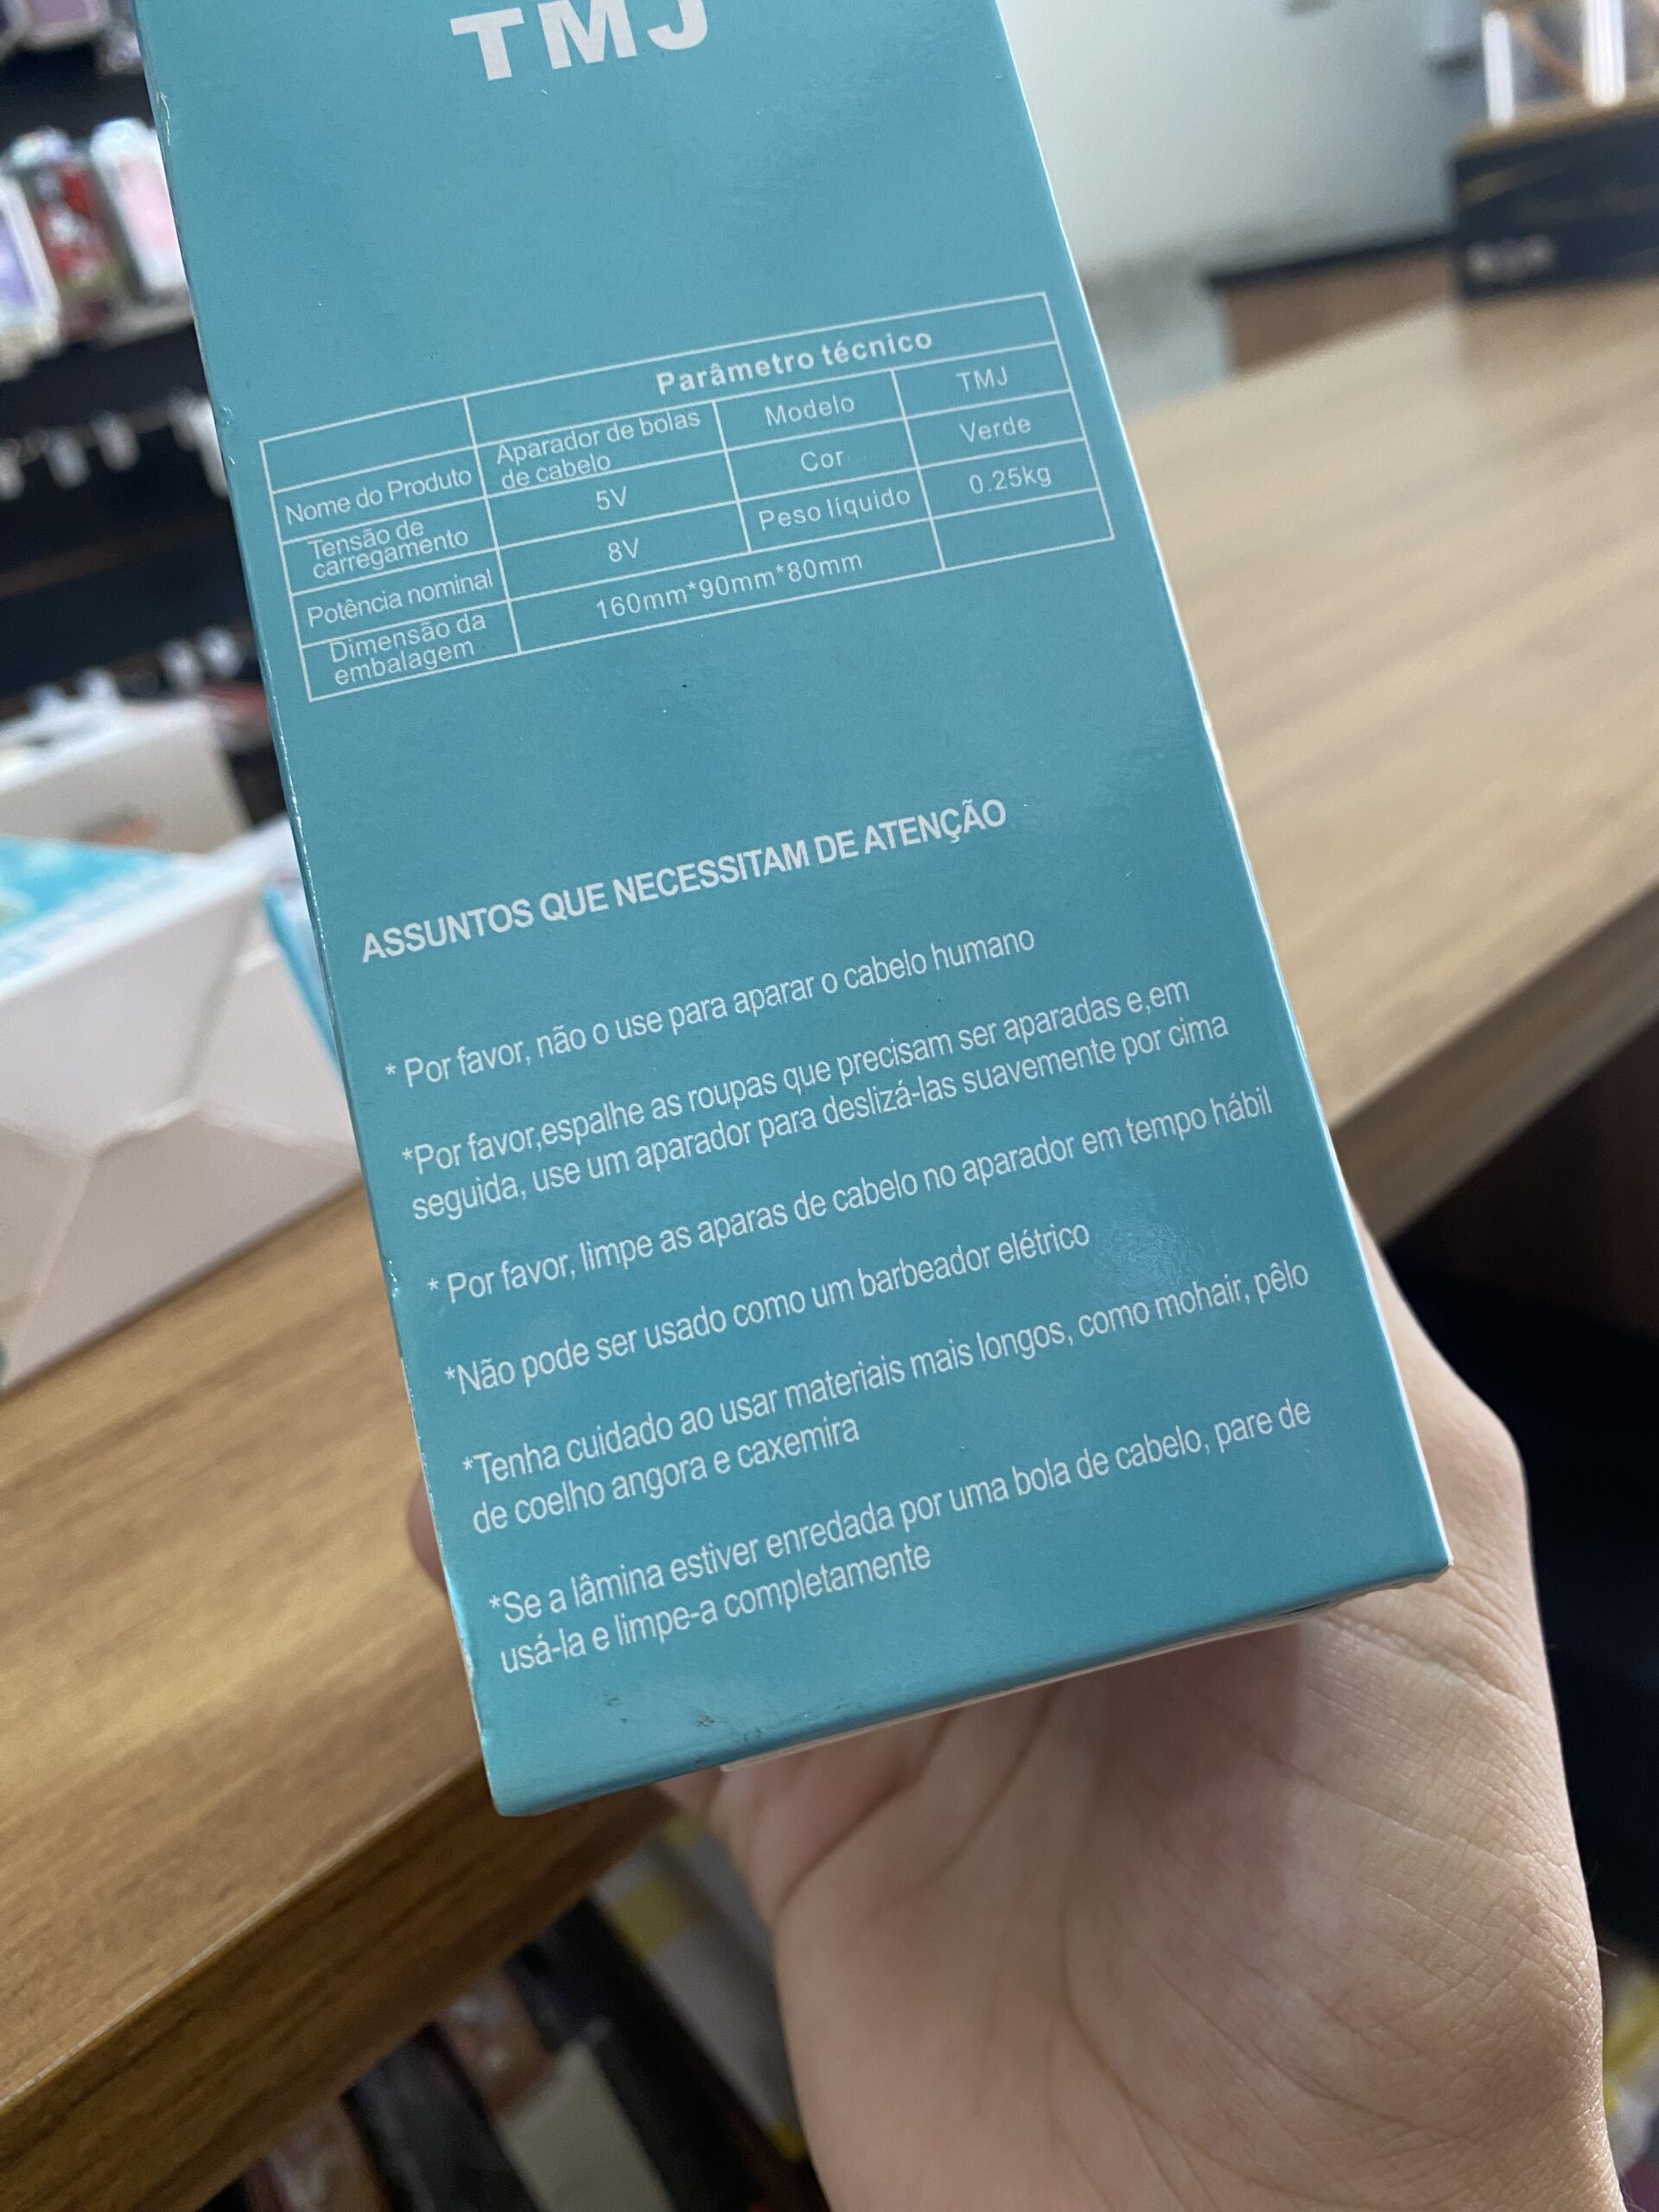 TMJ
Parâmetro técnico
Nome do Produto Aparador de bolas de cabelo Modelo TMJ
Tensão de carregamento 5V Cor Verde
Potência nominal 8V Peso líquido 0.25kg
Dimensão da embalagem 160mm*90mm*80mm
ASSUNTOS QUE NECESSITAM DE ATENÇÃO
* Por favor, não o use para aparar o cabelo humano
*Por favor,espalhe as roupas que precisam ser aparadas e,em
seguida, use um aparador para deslizá-las suavemente por cima
* Por favor, limpe as aparas de cabelo no aparador em tempo hábil
*Não pode ser usado como um barbeador elétrico
*Tenha cuidado ao usar materiais mais longos, como mohair, pêlo
de coelho angora e caxemira
*Se a lâmina estiver enredada por uma bola de cabelo, pare de
usá-la e limpe-a completamente